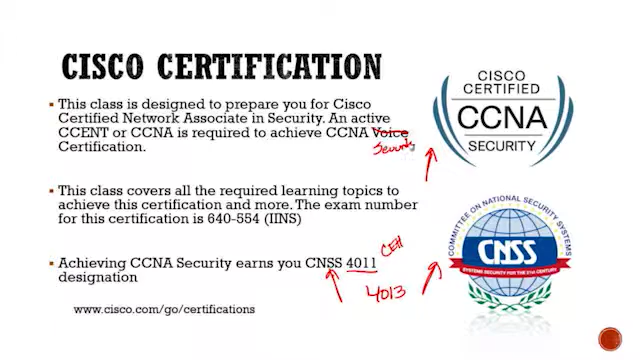 CISCO CERTIFICATION
▪ This class is designed to prepare you for Cisco
Certified Network Associate in Security. An active
CCENT or CCNA is required to achieve CCNA Voice
Certification.
Security
▪ This class covers all the required learning topics to
achieve this certification and more. The exam number
for this certification is 640-554 (IINS)
▪ Achieving CCNA Security earns you CNSS 4011
designation
CEH
4013
www.cisco.com/go/certifications
CISCO
CERTIFIED
CCNA
SECURITY
COMMITTEE ON NATIONAL SECURITY SYSTEMS
CNSS
SYSTEMS SECURITY FOR THE 21ST CENTURY